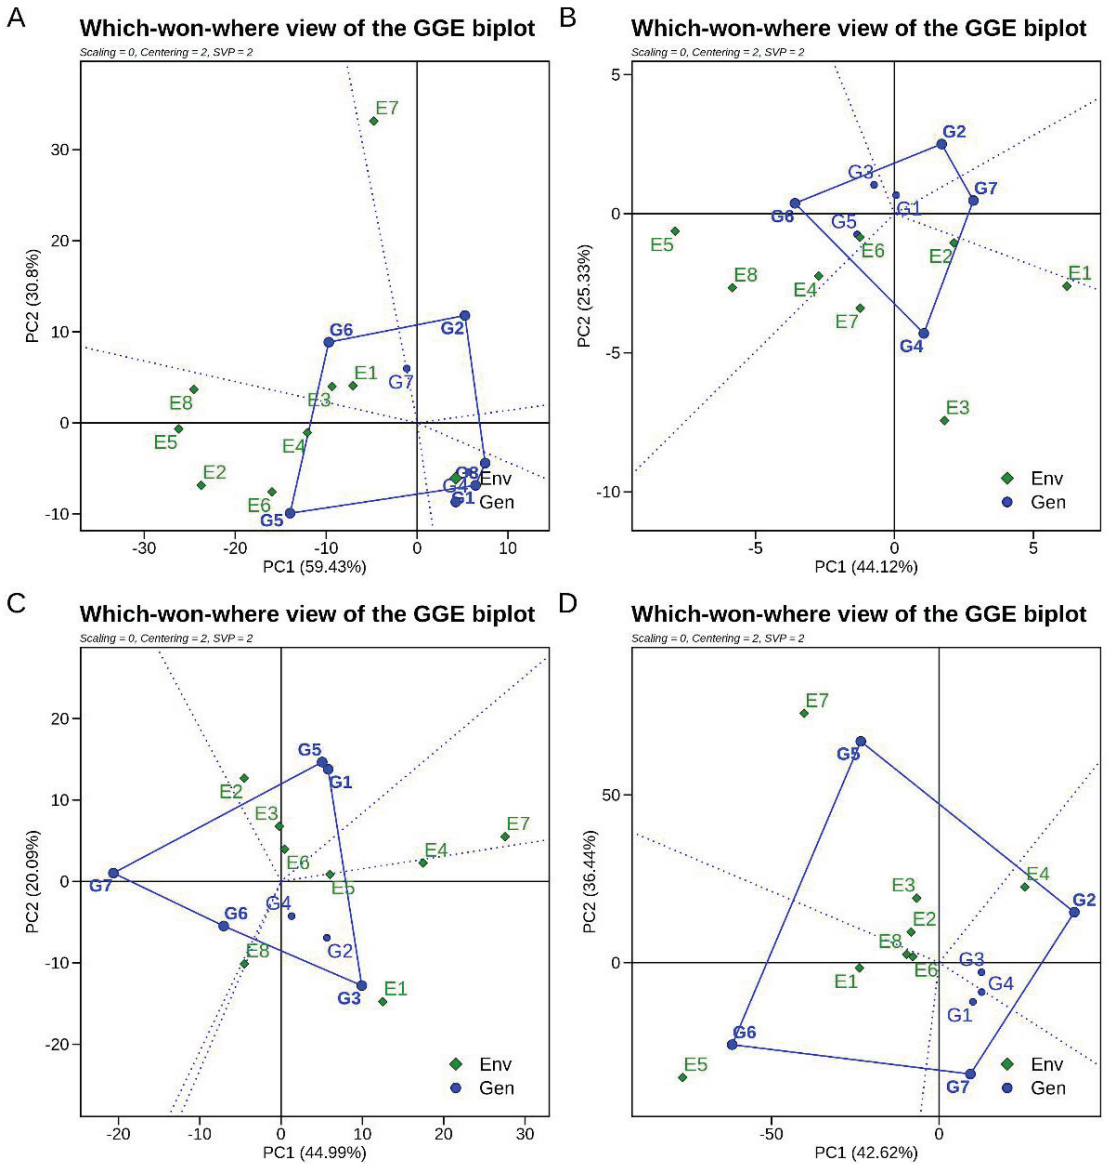 A
Which-won-where view of the GGE biplot
Scaling = 0, Centering = 2, SVP = 2
PC2 (30.8%)
30
20
10
0
-10
E7
G6
G2
E1
G7
E3
E8
E5
E4
E2
E6
G5
G3
G4
G1
Env
Gen
-30
-20
-10
0
10
PC1 (59.43%)
B
Which-won-where view of the GGE biplot
Scaling = 0, Centering = 2, SVP = 2
PC2 (25.33%)
5
0
-5
-10
G2
G3
G7
G1
G6
G5
E5
E6
E2
E8
E4
E1
E7
G4
E3
Env
Gen
-5
0
5
PC1 (44.12%)
C
Which-won-where view of the GGE biplot
Scaling = 0, Centering = 2, SVP = 2
PC2 (20.09%)
20
10
0
-10
-20
G5
G1
E2
E3
E7
E6
E4
G7
E5
G4
G6
E8
G2
G3
E1
Env
Gen
-20
-10
0
10
20
30
PC1 (44.99%)
D
Which-won-where view of the GGE biplot
Scaling = 0, Centering = 2, SVP = 2
PC2 (36.44%)
50
0
E7
G5
E4
E3
G2
E2
E8
G3
E6
E1
G4
G1
G6
E5
G7
Env
Gen
-50
0
PC1 (42.62%)